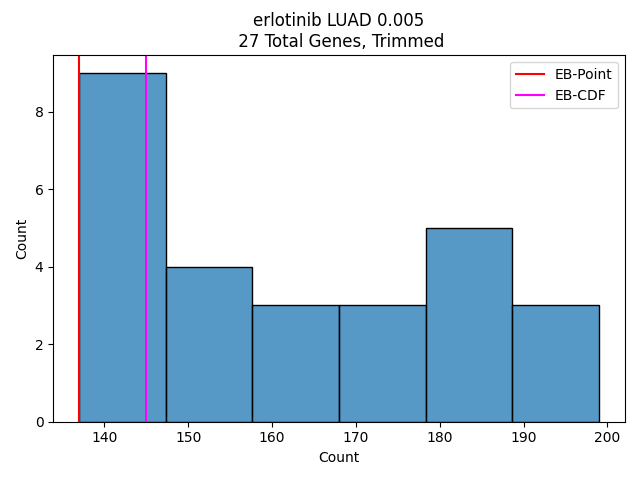 erlotinib LUAD 0.005
27 Total Genes, Trimmed
EB-Point
EB-CDF
Count
8
6
4
2
0
140 150 160 170 180 190 200
Count